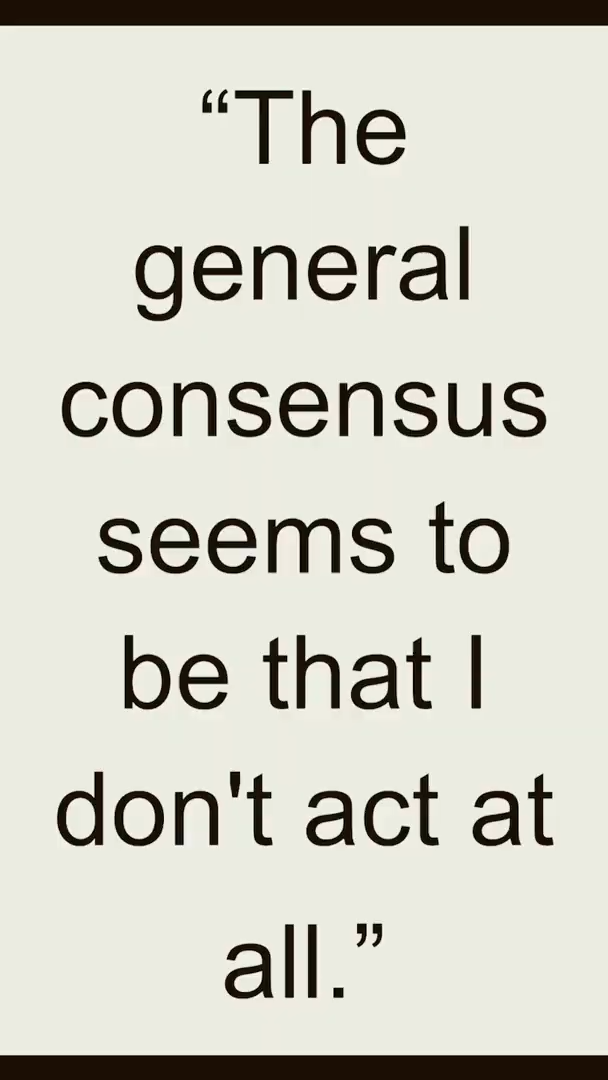 “The
general
consensus
seems to
be that I
don't act at
all.”